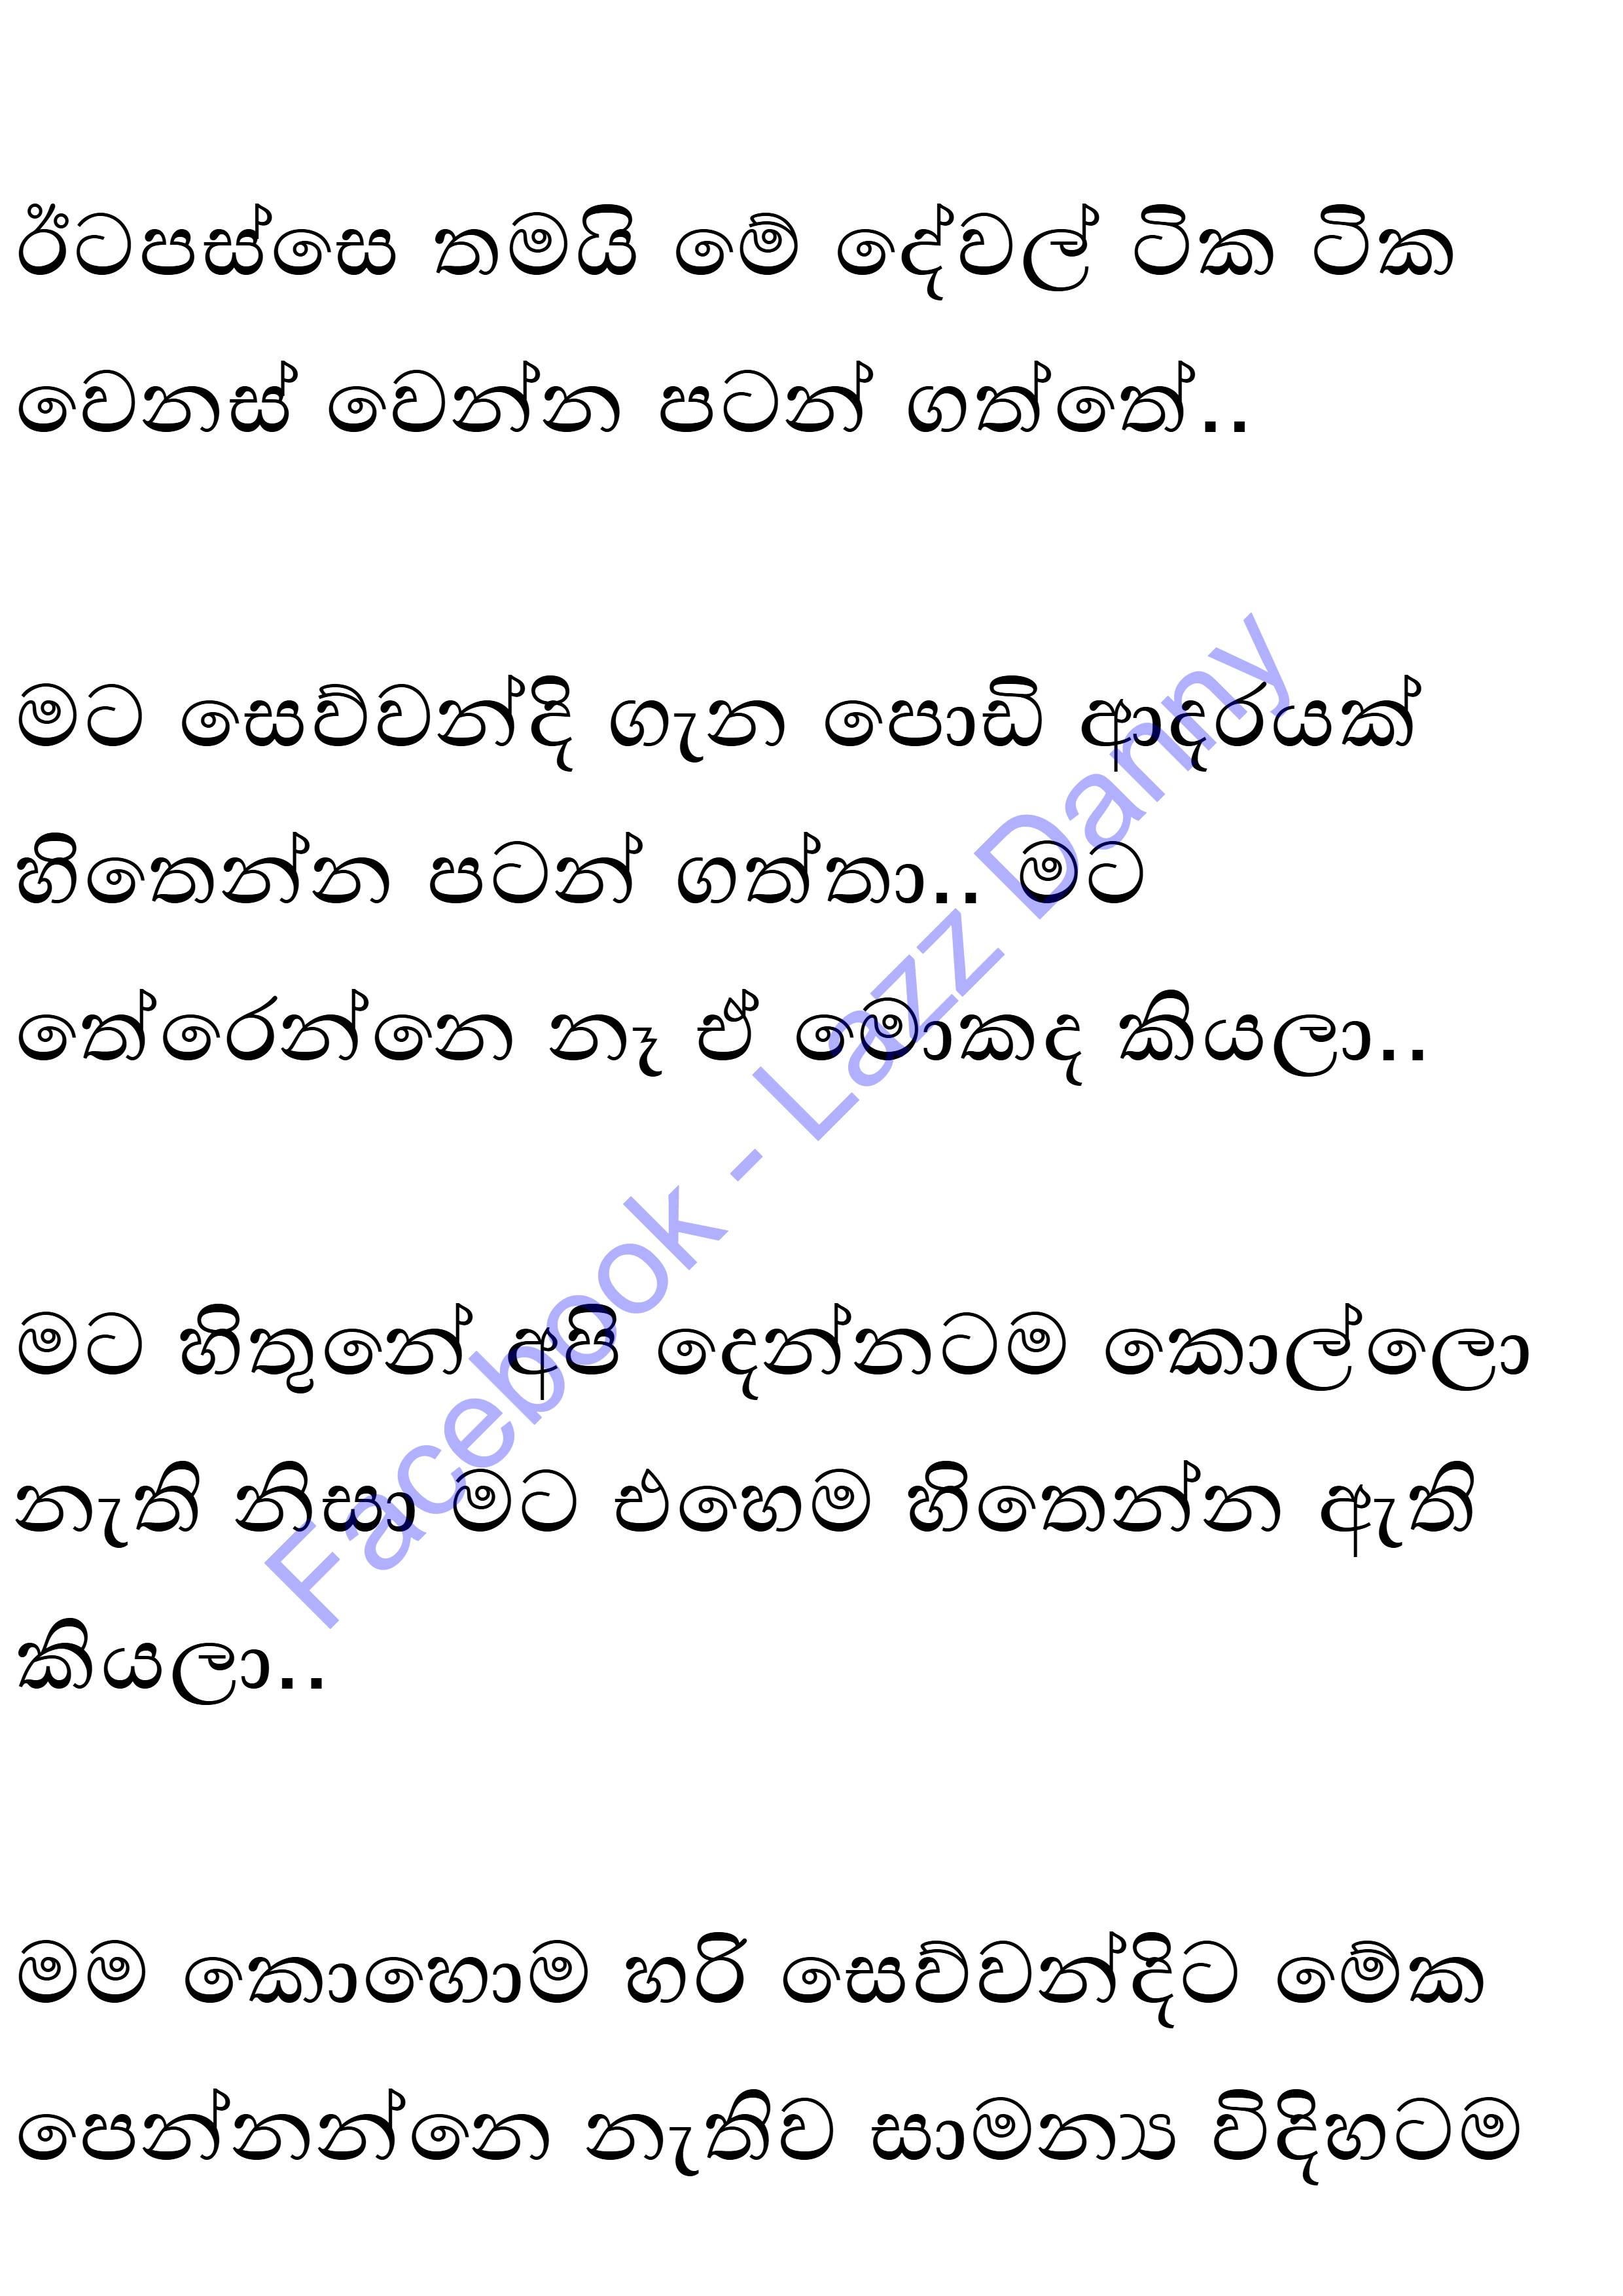 ඊටපස්සෙ තමයි මේ දේවල් ටික ටික
වෙනස් වෙන්න පටන් ගත්තේ..
මට සෙව්වන්දි ගැන පොඩි ආදරයක්
හිතෙන්න පටන් ගත්තා.. මට
තේරෙන්නෙ නෑ ඒ මොකද කියලා..
මට හිතුනේ අපි දෙන්නටම කොල්ලො
නැති නිසා මට එහෙම හිතෙන්න ඇති
කියලා..
මම කොහොම හරි සෙව්වන්දිට මේක
පෙන්නන්නෙ නැතිව සාමන්‍ය විදිහටම
Facebook - Lazz Danny